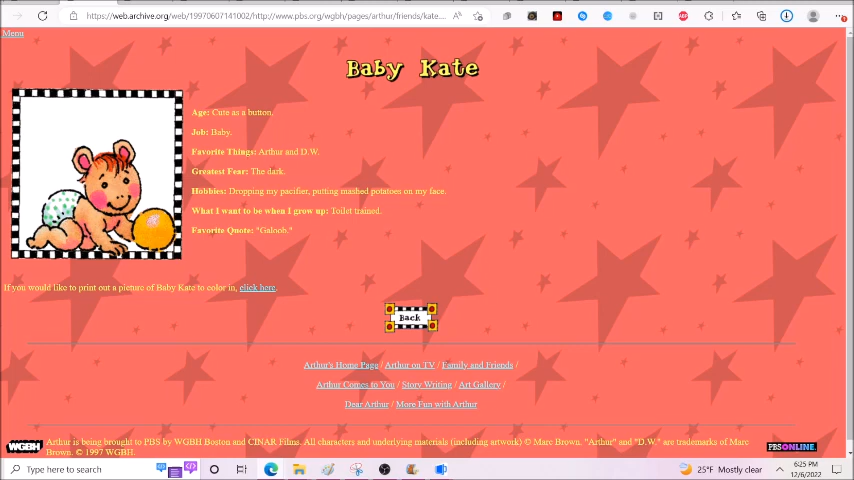 https://web.archive.org/web/19970607141002/http://www.pbs.org/wgbh/pages/arthur/friends/kate...
Menu
Baby Kate
Age: Cute as a button.
Job: Baby.
Favorite Things: Arthur and D.W.
Greatest Fear: The dark.
Hobbies: Dropping my pacifier, putting mashed potatoes on my face.
What I want to be when I grow up: Toilet trained.
Favorite Quote: "Galoob."
If you would like to print out a picture of Baby Kate to color in, click here.
Back
Arthur's Home Page / Arthur on TV / Family and Friends /
Arthur Comes to You / Story Writing / Art Gallery /
Dear Arthur / More Fun with Arthur
WGBH Arthur is being brought to PBS by WGBH Boston and CINAR Films. All characters and underlying materials (including artwork) © Marc Brown. "Arthur" and "D.W." are trademarks of Marc PBS ONLINE.
Brown. © 1997 WGBH.
Type here to search
25°F Mostly clear
6:25 PM
12/6/2022